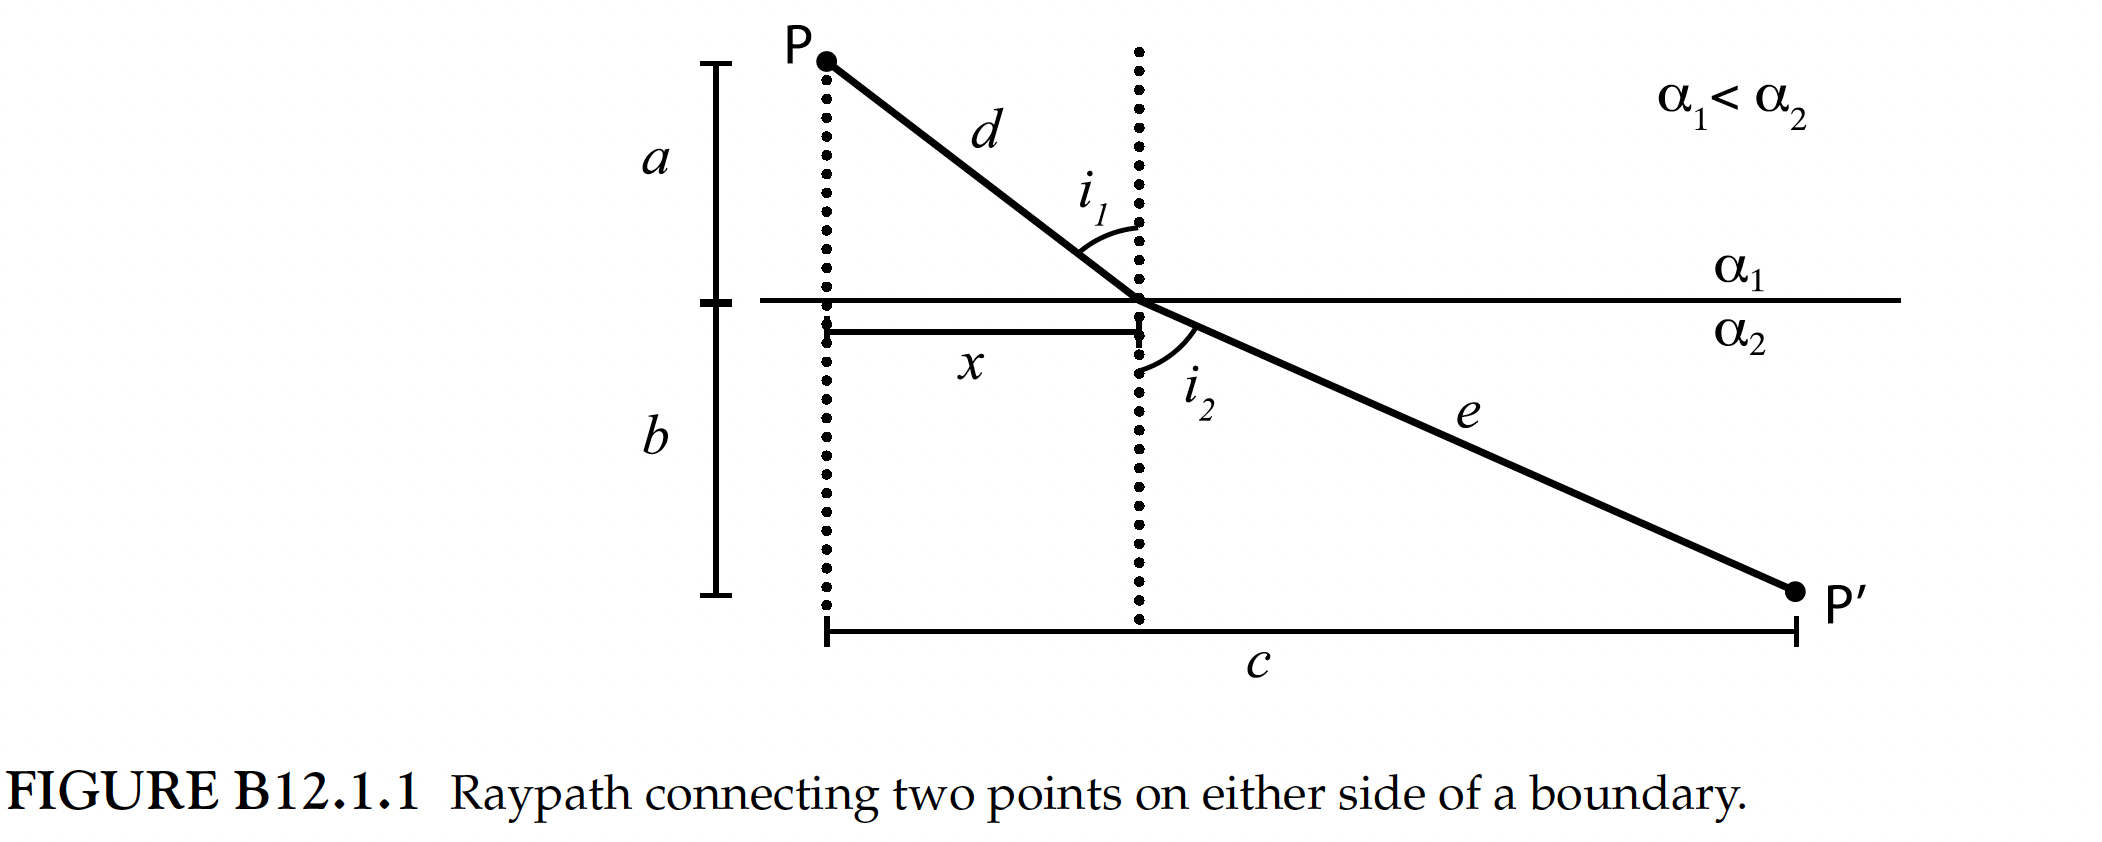 P
α₁< α₂
d
a
i₁
α₁
α₂
x
i₂
e
b
P′
c
FIGURE B12.1.1 Raypath connecting two points on either side of a boundary.